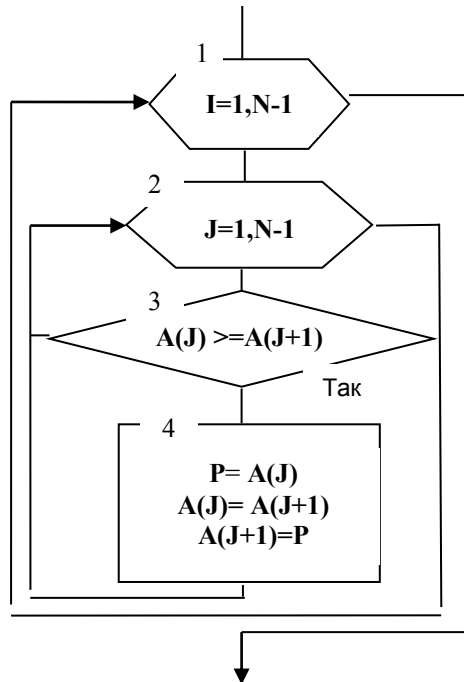 1
I=1,N-1
2
J=1,N-1
3
A(J) >=A(J+1)
Так
4
P= A(J)
A(J)= A(J+1)
A(J+1)=P